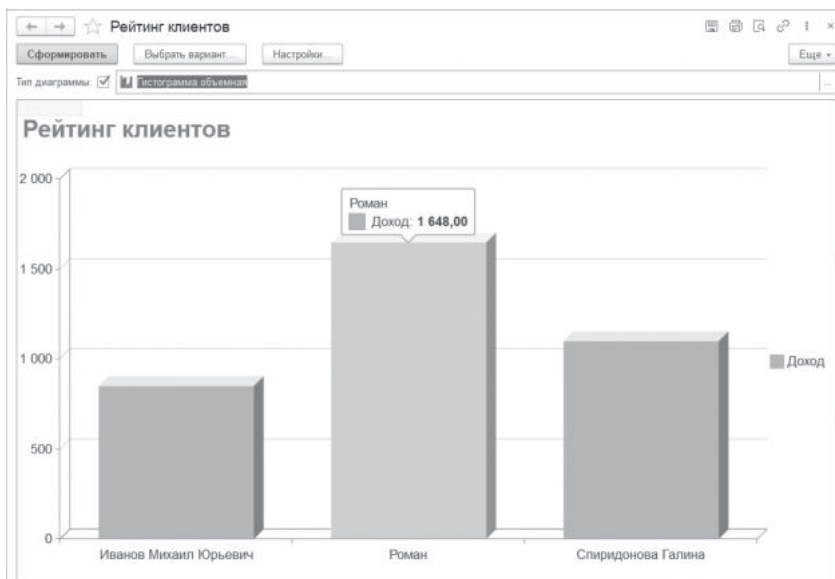 Рейтинг клиентов
Сформировать Выбрать вариант... Настройки... Еще
Тип диаграммы: Гистограмма объемная ...
Рейтинг клиентов
2 000
Роман
Доход: 1 648,00
1 500
1 000
Доход
500
0
Иванов Михаил Юрьевич Роман Спиридонова Галина